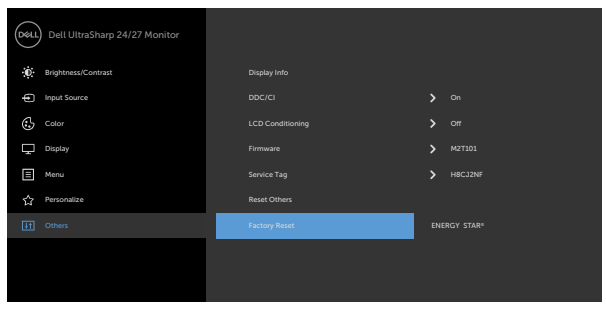 DELL Dell UltraSharp 24/27 Monitor
Brightness/Contrast Display Info
Input Source DDC/CI On
Color LCD Conditioning Off
Display Firmware M2T101
Menu Service Tag H8CJ2NF
Personalize Reset Others
Others Factory Reset ENERGY STAR®